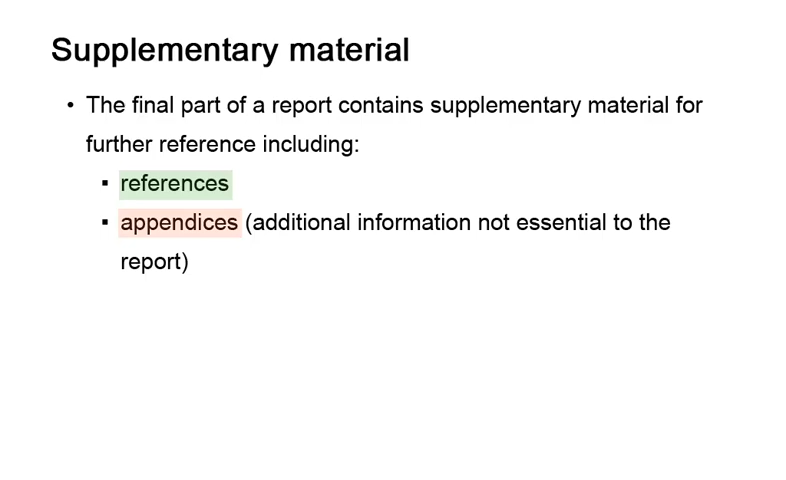 Supplementary material
• The final part of a report contains supplementary material for
further reference including:
▪ references
▪ appendices (additional information not essential to the
report)